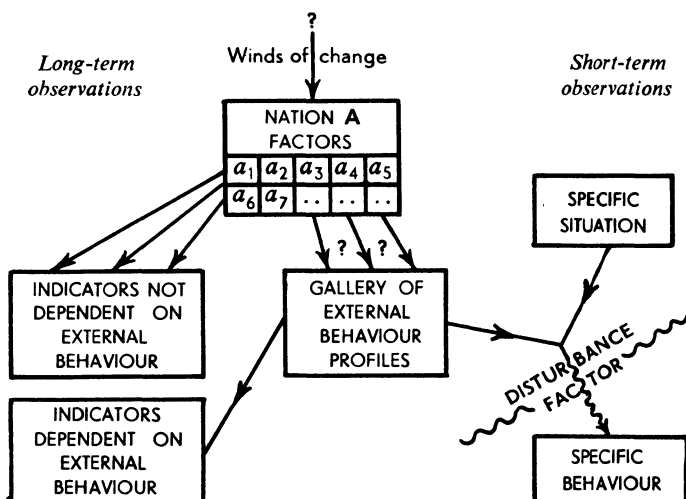 ?
Winds of change
Long-term
observations
Short-term
observations
NATION A
FACTORS
a1 a2 a3 a4 a5
a6 a7 .. .. ..
? ?
SPECIFIC
SITUATION
INDICATORS NOT
DEPENDENT ON
EXTERNAL
BEHAVIOUR
GALLERY OF
EXTERNAL
BEHAVIOUR
PROFILES
DISTURBANCE
FACTOR
INDICATORS
DEPENDENT ON
EXTERNAL
BEHAVIOUR
SPECIFIC
BEHAVIOUR